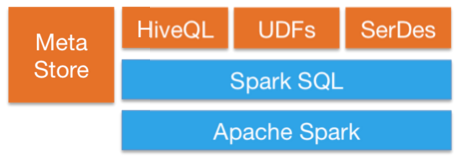 Meta
Store
HiveQL
UDFs
SerDes
Spark SQL
Apache Spark